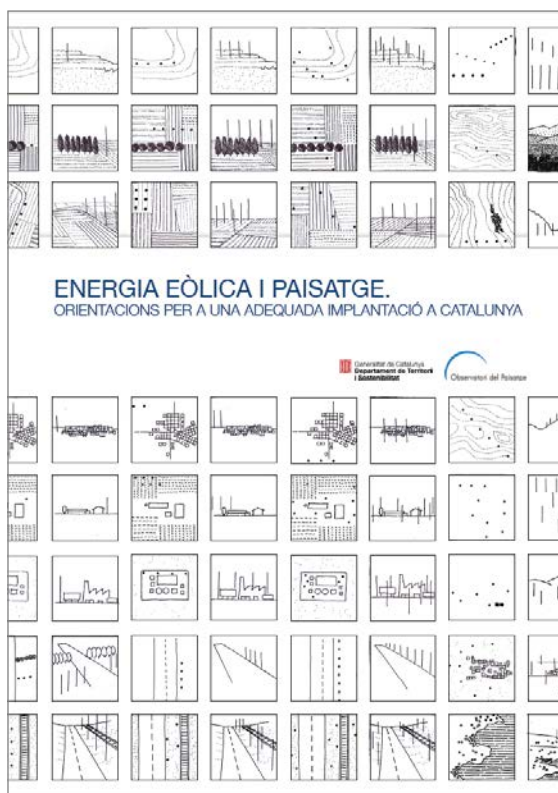 ENERGIA EÒLICA I PAISATGE.
ORIENTACIONS PER A UNA ADEQUADA IMPLANTACIÓ A CATALUNYA
Generalitat de Catalunya
Departament de Territori
i Sostenibilitat
Observatori del Paisatge